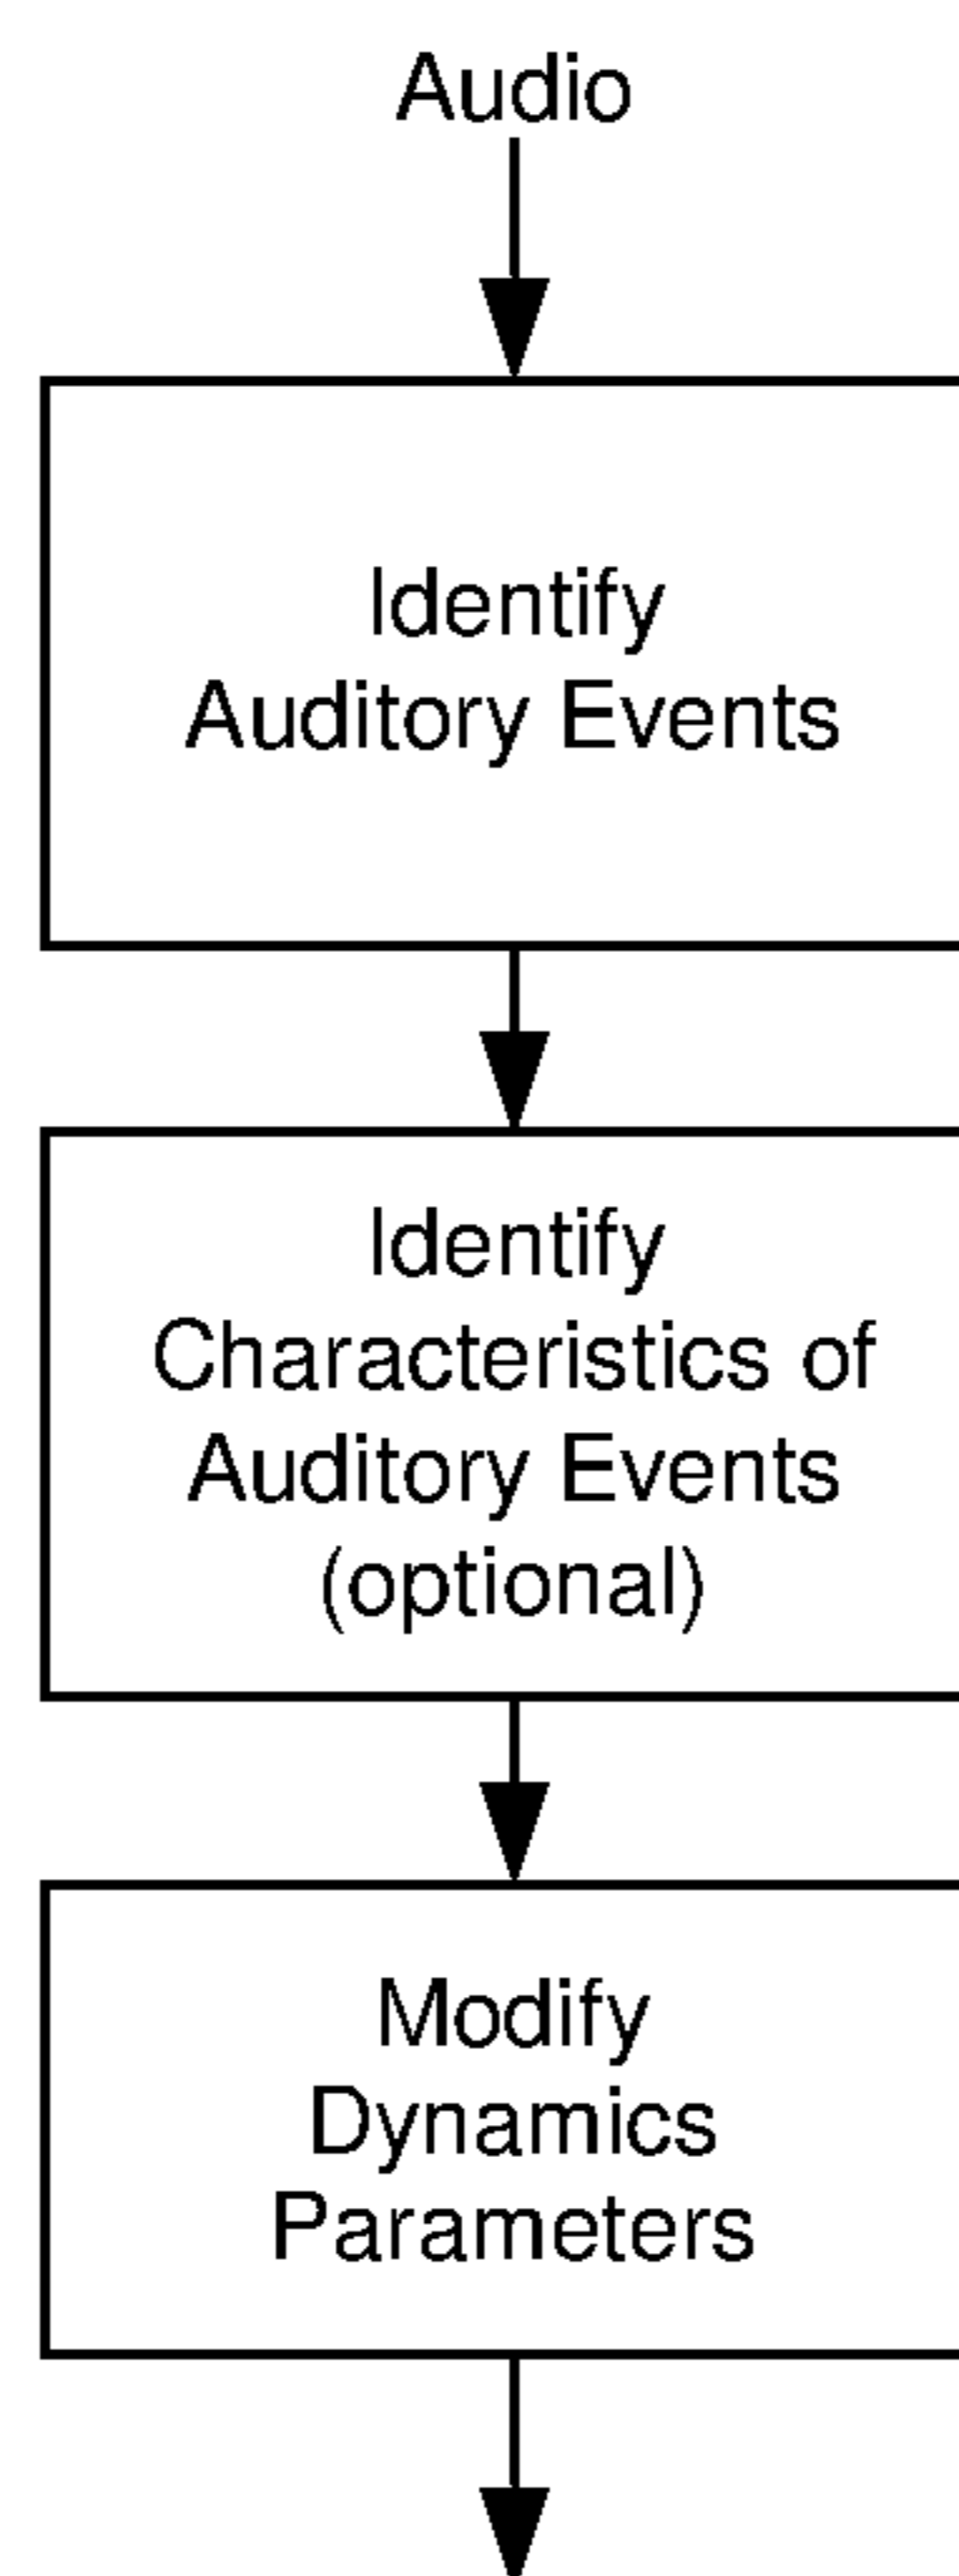 Audio
Identify
Auditory Events
Identify
Characteristics of
Auditory Events
(optional)
Modify
Dynamics
Parameters